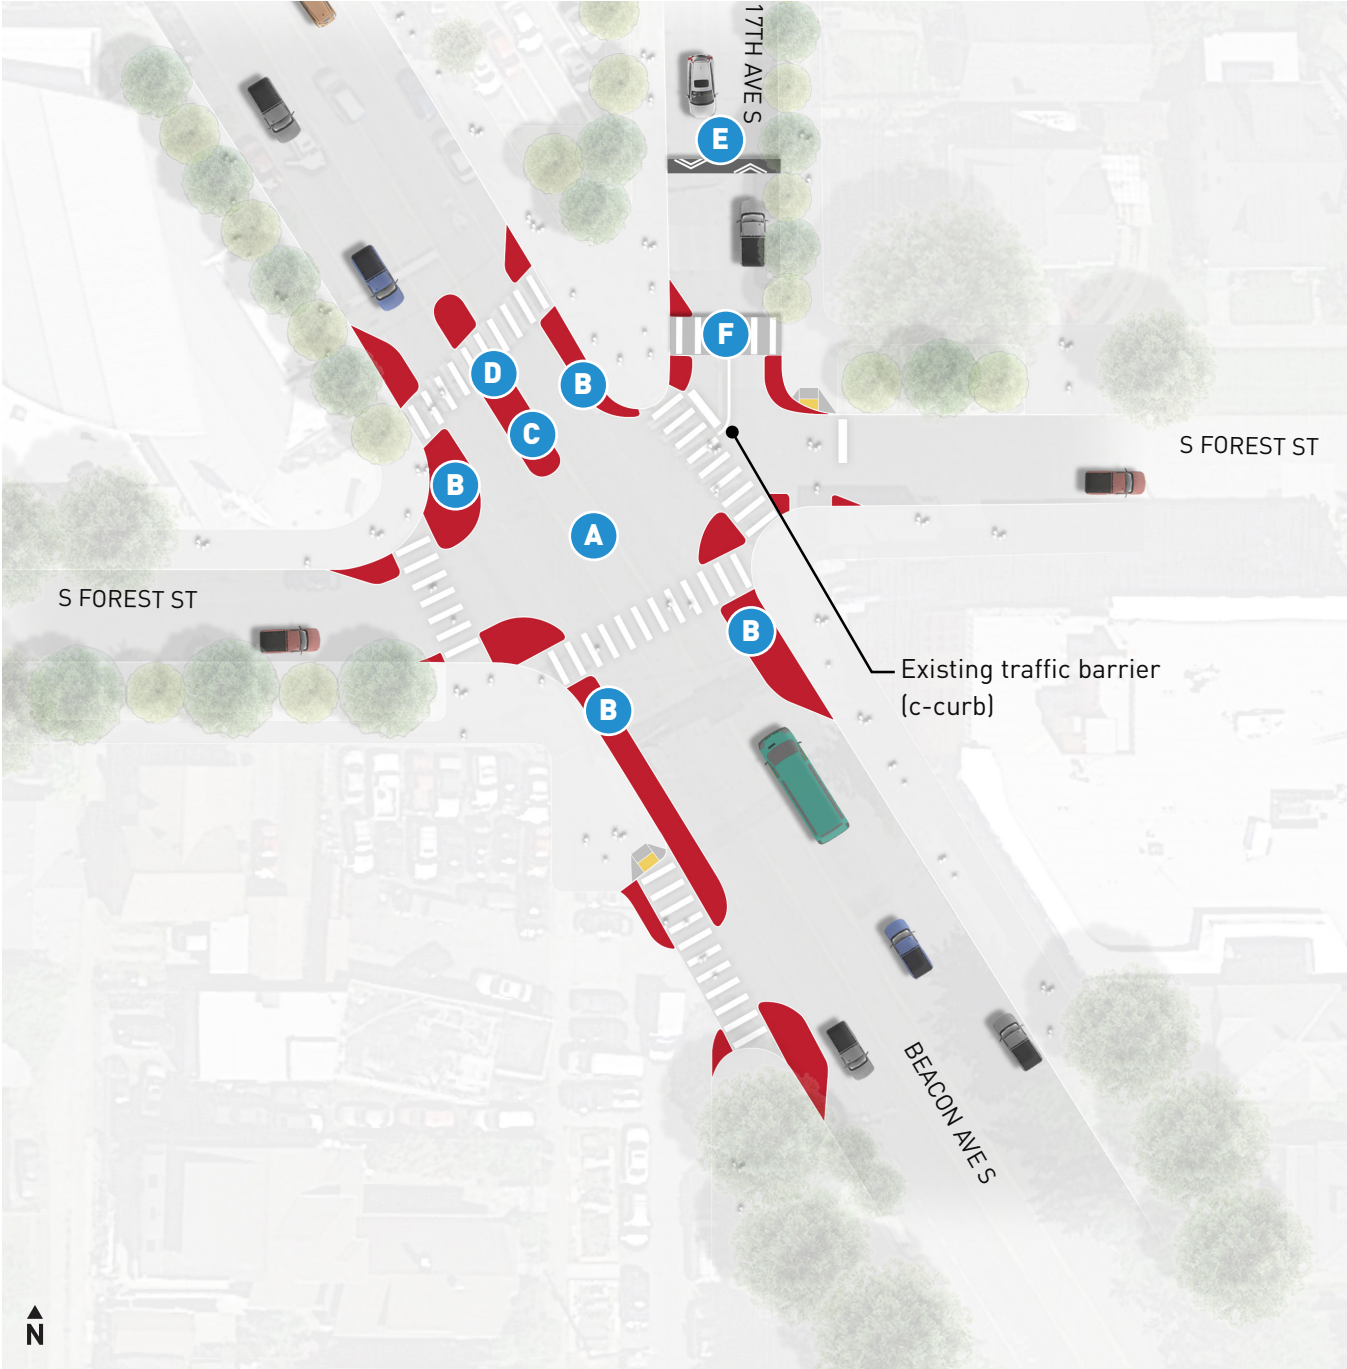 17TH AVE S
E
F
D
B
C
S FOREST ST
B
A
S FOREST ST
B
Existing traffic barrier
(c-curb)
B
BEACON AVE S
N